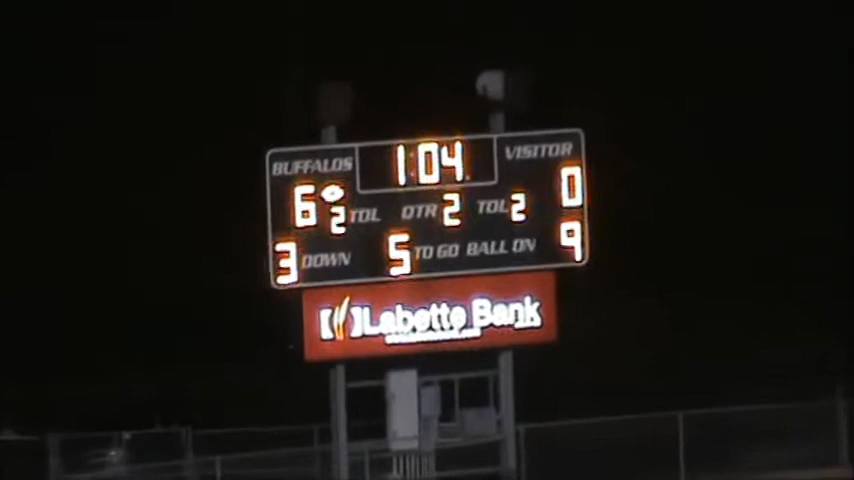 BUFFALOS 1:04 VISITOR
6 2 TOL QTR 2 TOL 2 0
3 DOWN 5 TO GO BALL ON 9
Labette Bank